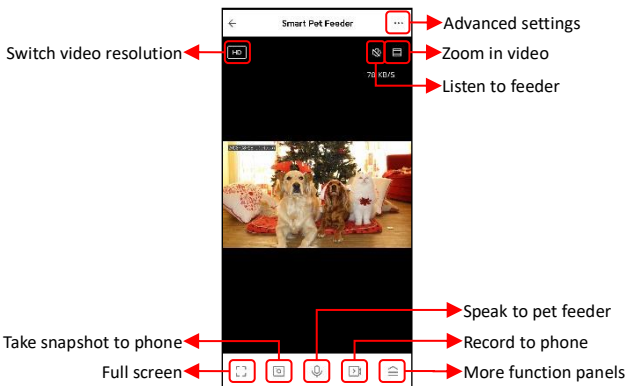 Smart Pet Feeder
Advanced settings
Switch video resolution
HD
Zoom in video
78 KB/S
Listen to feeder
Speak to pet feeder
Take snapshot to phone
Record to phone
Full screen
More function panels